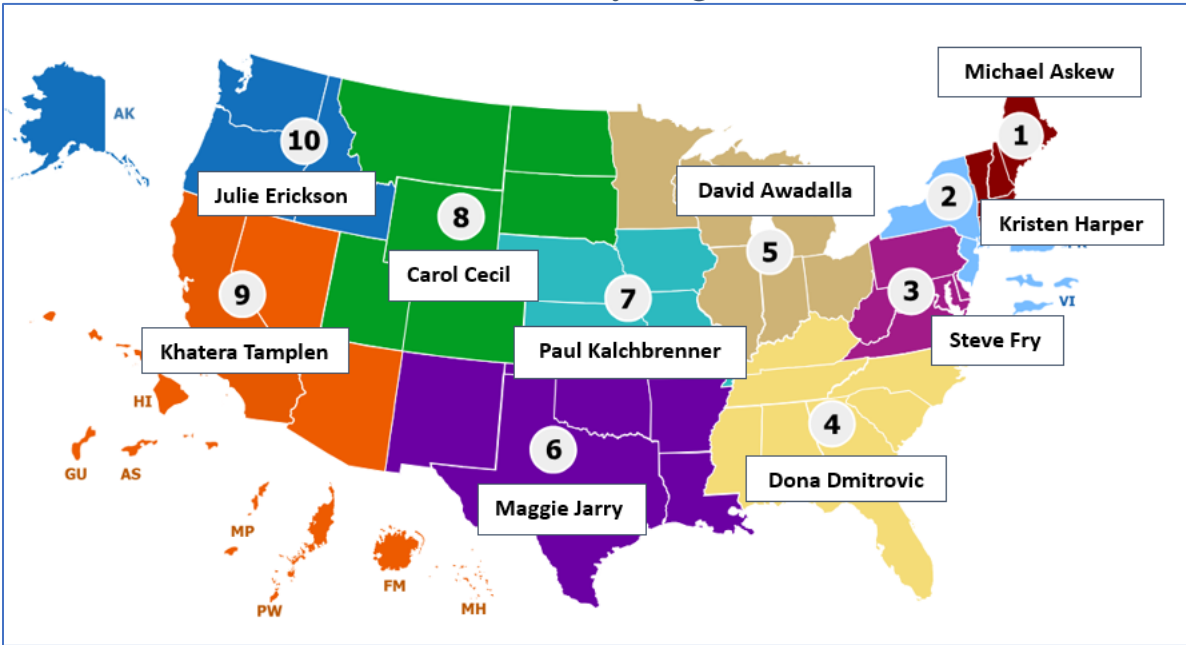 Michael Askew
1
AK
10
2
David Awadalla
Julie Erickson
8
Kristen Harper
5
Carol Cecil
9
7
3
VI
Steve Fry
Khatera Tamplen
Paul Kalchbrenner
HI
4
6
GU
AS
Dona Dmitrovic
Maggie Jarry
MP
FM
PW
MH